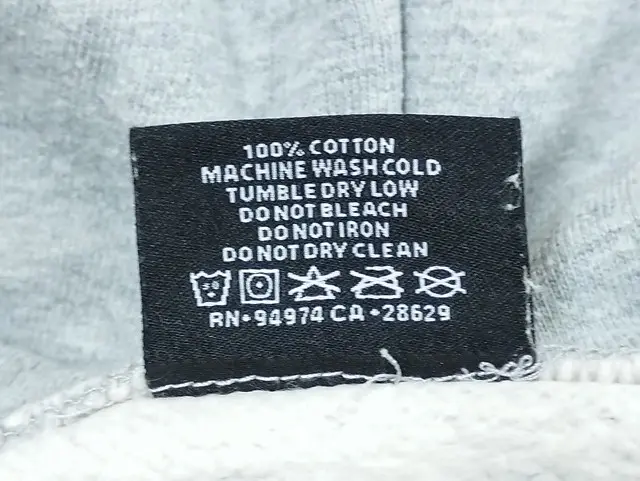 100% COTTON
MACHINE WASH COLD
TUMBLE DRY LOW
DO NOT BLEACH
DO NOT IRON
DO NOT DRY CLEAN
RN•94974 CA•28629